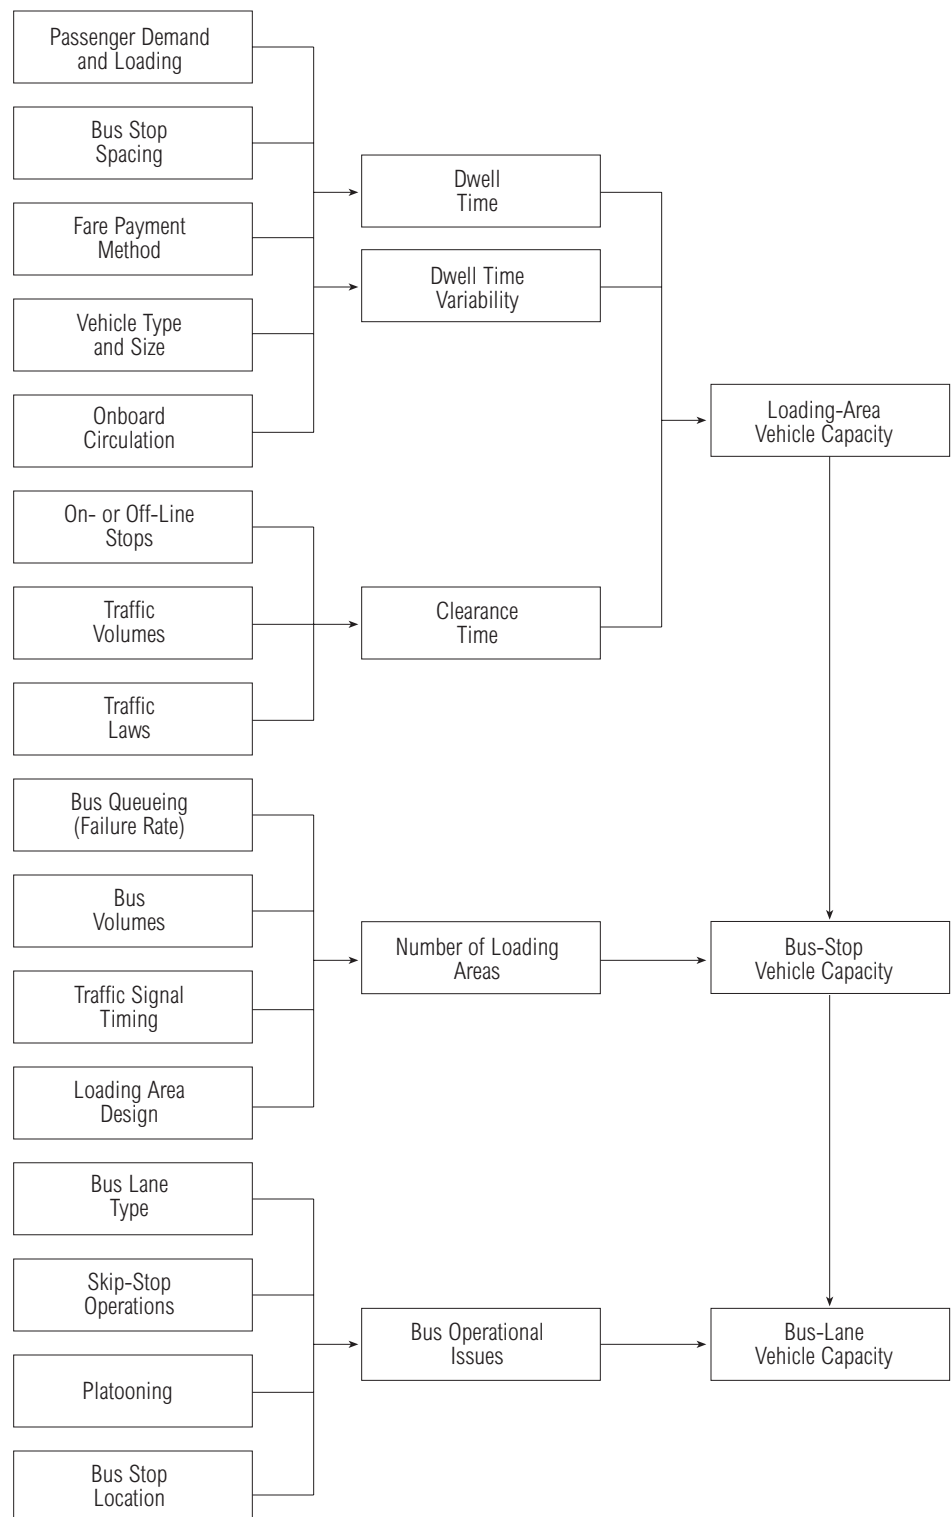 Passenger Demand
and Loading
Bus Stop
Spacing
Fare Payment
Method
Vehicle Type
and Size
Onboard
Circulation
On- or Off-Line
Stops
Traffic
Volumes
Traffic
Laws
Bus Queueing
(Failure Rate)
Bus
Volumes
Traffic Signal
Timing
Loading Area
Design
Bus Lane
Type
Skip-Stop
Operations
Platooning
Bus Stop
Location
Dwell
Time
Dwell Time
Variability
Clearance
Time
Number of Loading
Areas
Bus Operational
Issues
Loading-Area
Vehicle Capacity
Bus-Stop
Vehicle Capacity
Bus-Lane
Vehicle Capacity